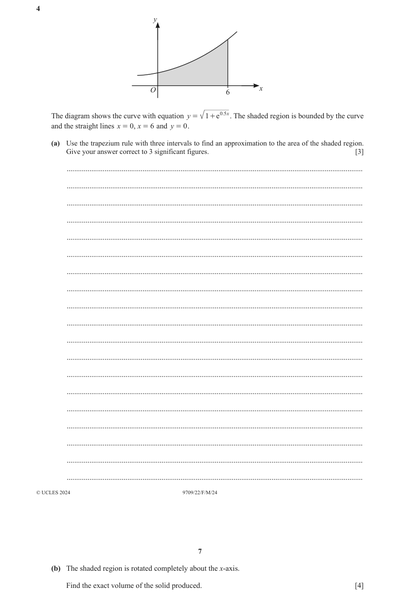 4
y
O
6
x
The diagram shows the curve with equation y = √1 + e^0.5x. The shaded region is bounded by the curve
and the straight lines x = 0, x = 6 and y = 0.
(a) Use the trapezium rule with three intervals to find an approximation to the area of the shaded region.
Give your answer correct to 3 significant figures. [3]
© UCLES 2024 9709/22/F/M/24
7
(b) The shaded region is rotated completely about the x-axis.
Find the exact volume of the solid produced. [4]